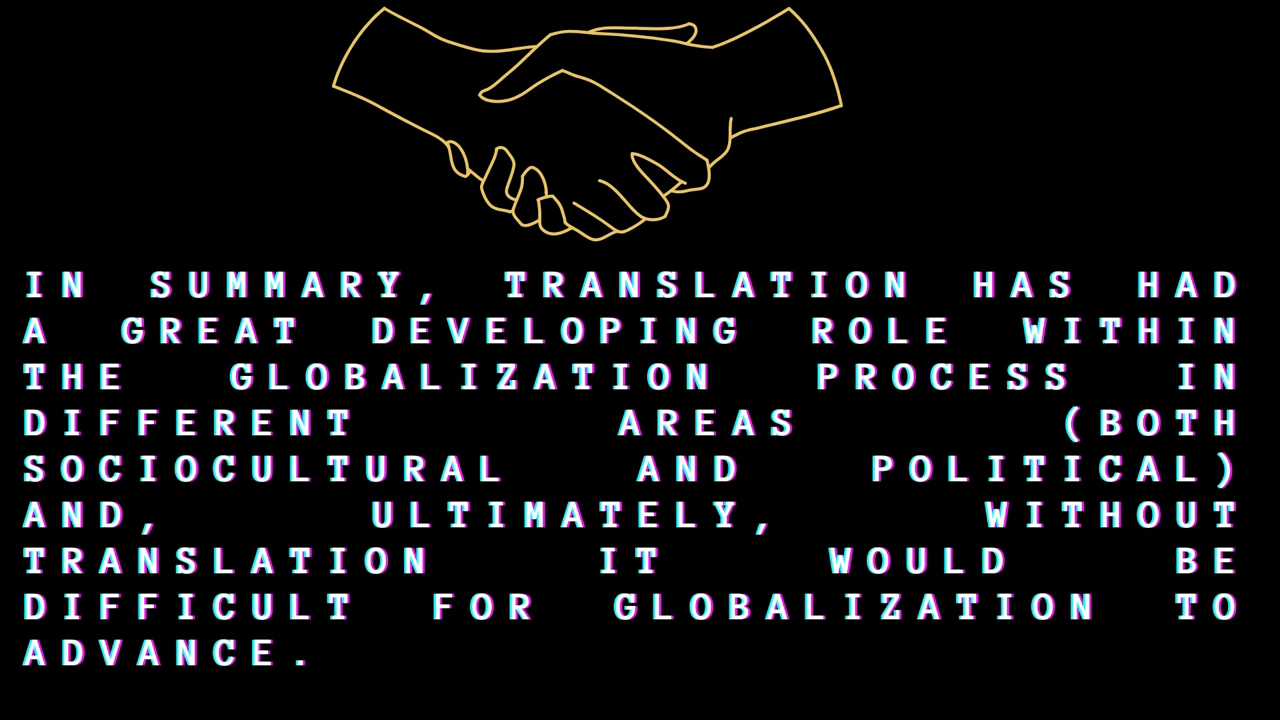 IN SUMMARY, TRANSLATION HAS HAD
A GREAT DEVELOPING ROLE WITHIN
THE GLOBALIZATION PROCESS IN
DIFFERENT AREAS (BOTH
SOCIOCULTURAL AND POLITICAL)
AND, ULTIMATELY, WITHOUT
TRANSLATION IT WOULD BE
DIFFICULT FOR GLOBALIZATION TO
ADVANCE.